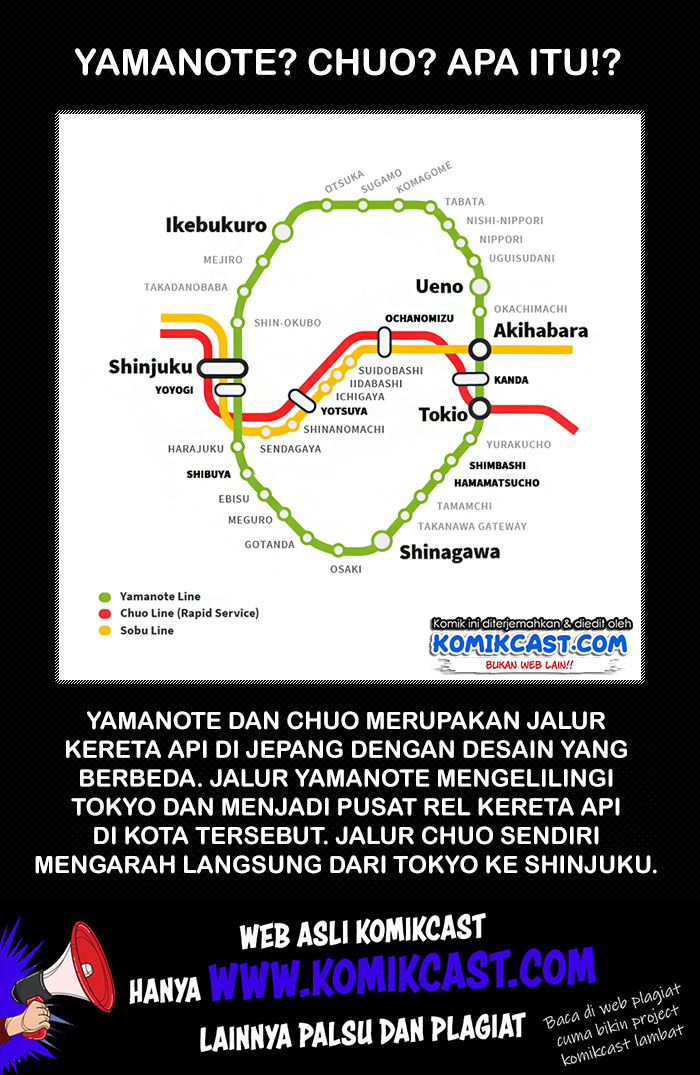 YAMANOTE? CHUO? APA ITU!?
OTSUKA
SUGAMO
KOMAGOME
TABATA
Ikebukuro
NISHI-NIPPORI
NIPPORI
MEJIRO
UGUISUDANI
TAKADANOBABA
Ueno
OKACHIMACHI
OCHANOMIZU
SHIN-OKUBO
Akihabara
Shinjuku
SUIDOBASHI
KANDA
IIDABASHI
YOYOGI
ICHIGAYA
YOTSUYA
Tokio
SHINANOMACHI
YURAKUCHO
HARAJUKU
SENDAGAYA
SHIMBASHI
SHIBUYA
HAMAMATSUCHO
EBISU
TAMAMCHI
MEGURO
TAKANAWA GATEWAY
GOTANDA
Shinagawa
OSAKI
Yamanote Line
Chuo Line (Rapid Service)
Sobu Line
Komik ini diterjemahkan & diedit oleh
KOMIKCAST.COM
BUKAN WEB LAIN!!
YAMANOTE DAN CHUO MERUPAKAN JALUR
KERETA API DI JEPANG DENGAN DESAIN YANG
BERBEDA. JALUR YAMANOTE MENGELILINGI
TOKYO DAN MENJADI PUSAT REL KERETA API
DI KOTA TERSEBUT. JALUR CHUO SENDIRI
MENGARAH LANGSUNG DARI TOKYO KE SHINJUKU.
WEB ASLI KOMIKCAST
HANYA WWW.KOMIKCAST.COM
LAINNYA PALSU DAN PLAGIAT
Baca di web plagiat
cuma bikin project
komikcast lambat